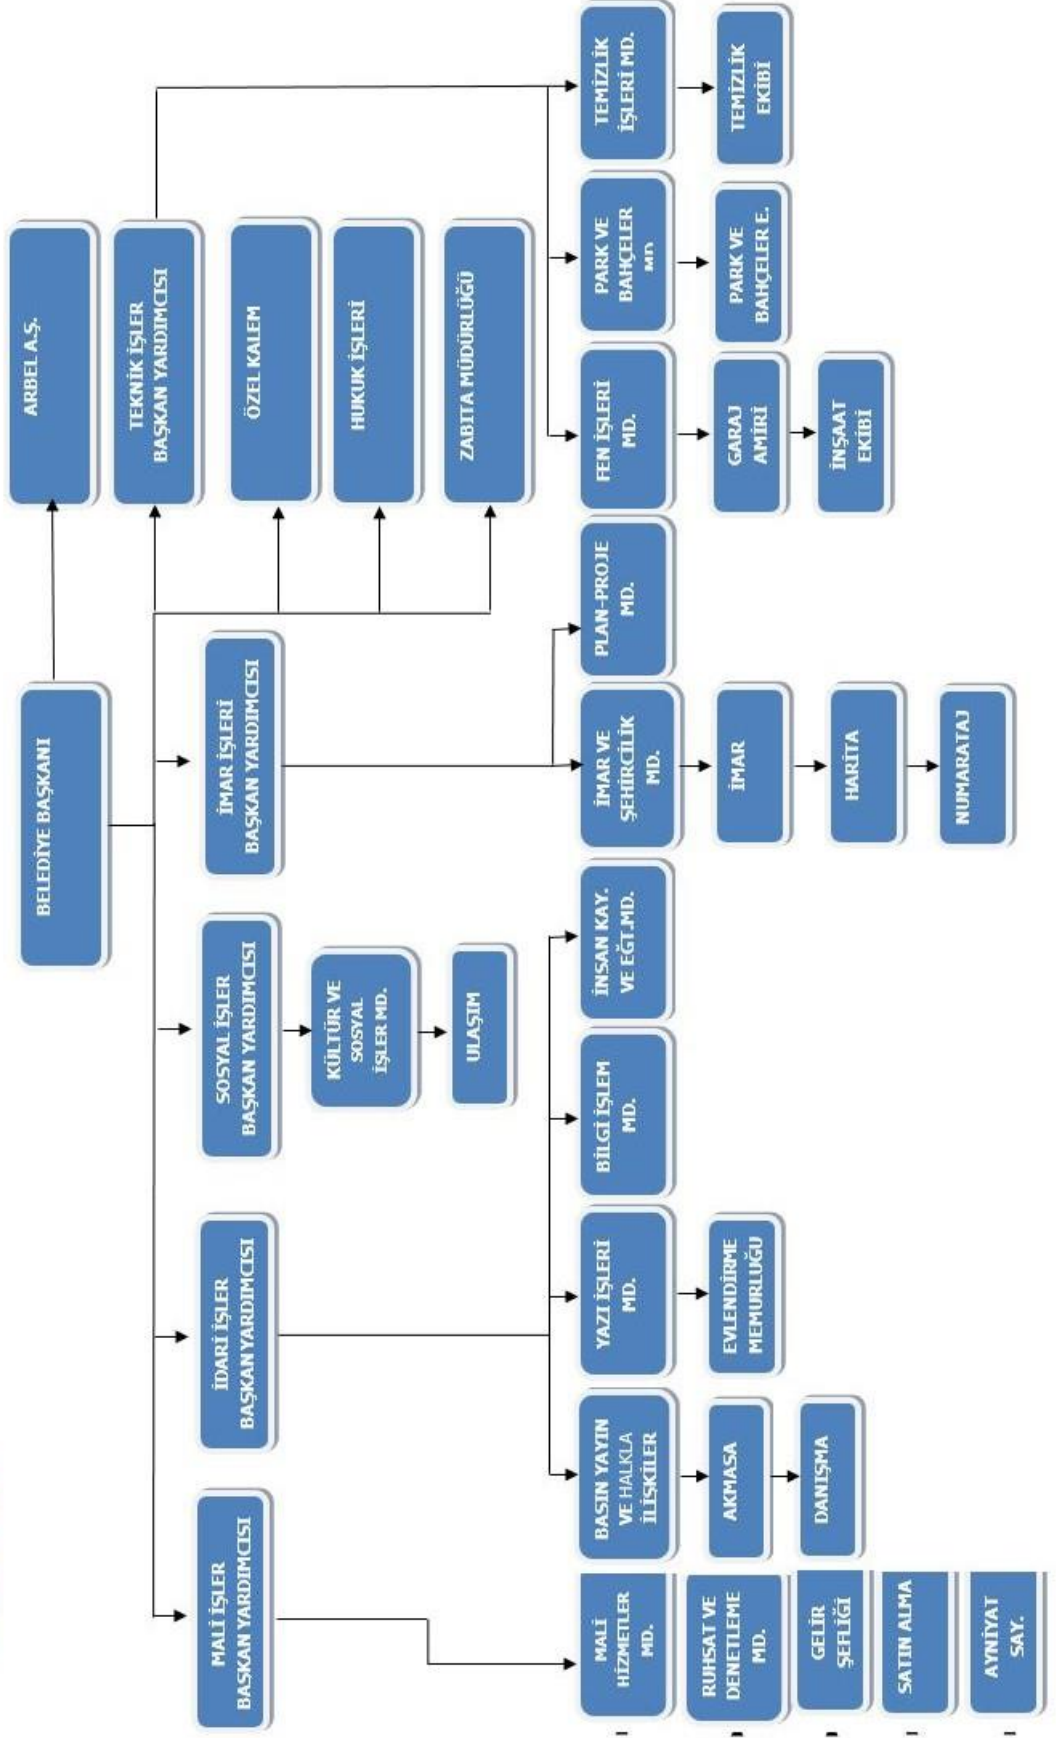 BELEDİYE BAŞKANI
ARBEL A.Ş.
TEKNİK İŞLER
BAŞKAN YARDIMCISI
ÖZEL KALEM
HUKUK İŞLERİ
ZABITA MÜDÜRLÜĞÜ
MALİ İŞLER
BAŞKAN YARDIMCISI
İDARİ İŞLER
BAŞKAN YARDIMCISI
SOSYAL İŞLER
BAŞKAN YARDIMCISI
İMAR İŞLERİ
BAŞKAN YARDIMCISI
KÜLTÜR VE
SOSYAL
İŞLER MD.
ULAŞIM
MALİ
HİZMETLER
MD.
BASIN YAYIN
VE HALKLA
İLİŞKİLER
YAZI İŞLERİ
MD.
BİLGİ İŞLEM
MD.
İNSAN KAY.
VE EĞT.MD.
İMAR VE
ŞEHİRCİLİK
MD.
PLAN-PROJE
MD.
FEN İŞLERİ
MD.
PARK VE
BAHÇELER
MD
TEMİZLİK
İŞLERİ MD.
RUHSAT VE
DENETLEME
MD.
AKMASA
EVLENDİRME
MEMURLUĞU
İMAR
GARAJ
AMİRİ
PARK VE
BAHÇELER E.
TEMİZLİK
EKİBİ
GELİR
ŞEFLİĞİ
DANIŞMA
HARİTA
İNŞAAT
EKİBİ
SATIN ALMA
NUMARATAJ
AYNİYAT
SAY.